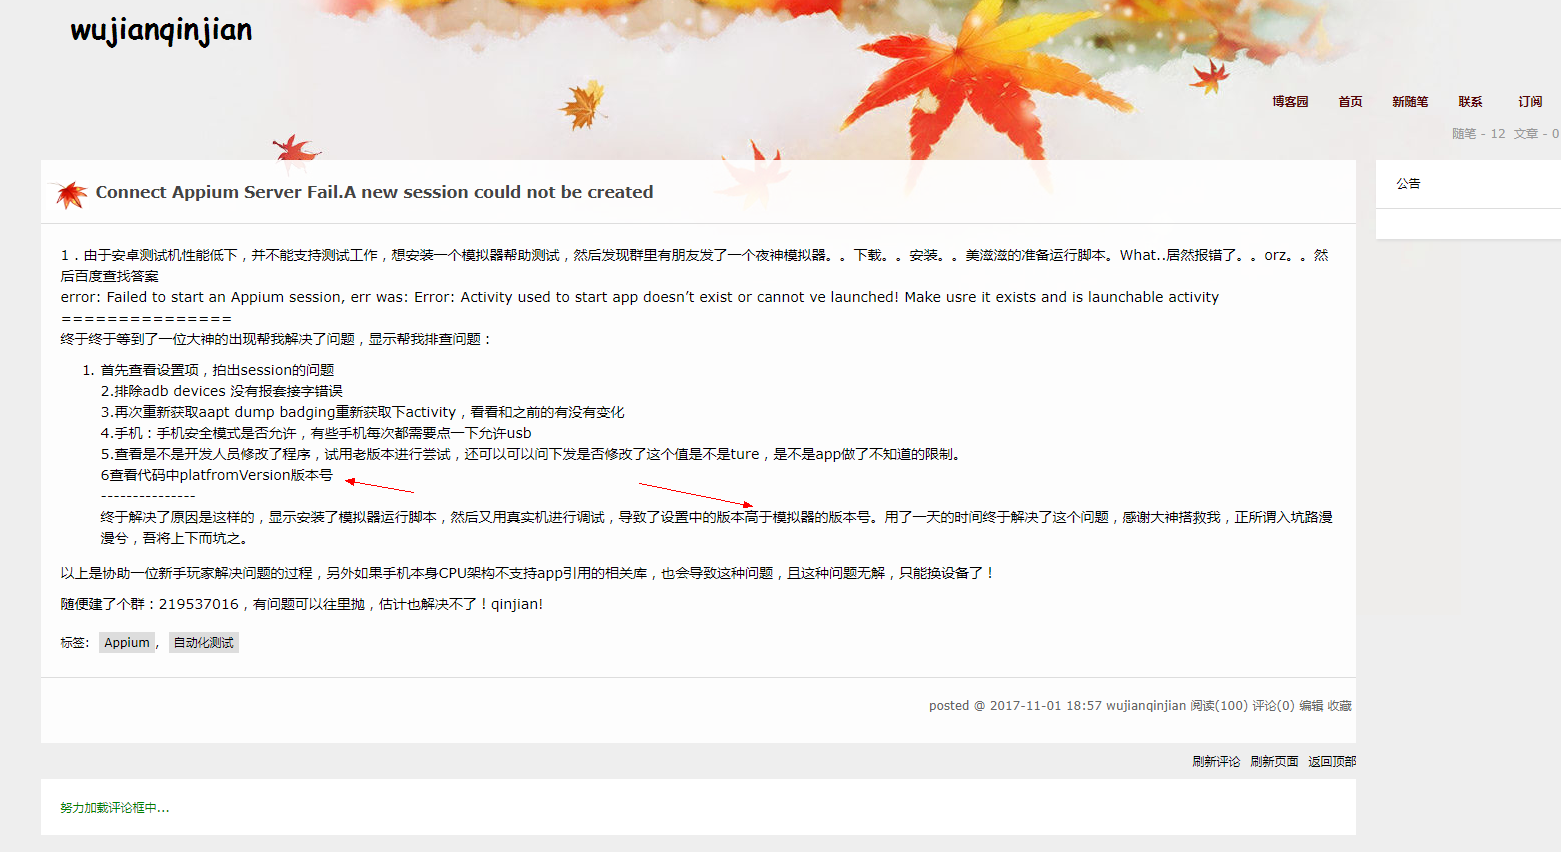 wujianqinjian
博客园 首页 新随笔 联系 订阅
随笔 - 12 文章 - 0
Connect Appium Server Fail.A new session could not be created
公告
1．由于安卓测试机性能低下，并不能支持测试工作，想安装一个模拟器帮助测试，然后发现群里有朋友发了一个夜神模拟器。。下载。。安装。。美滋滋的准备运行脚本。What..居然报错了。。orz。。然
后百度查找答案
error: Failed to start an Appium session, err was: Error: Activity used to start app doesn’t exist or cannot ve launched! Make usre it exists and is launchable activity
===============
终于终于等到了一位大神的出现帮我解决了问题，显示帮我排查问题：
1. 首先查看设置项，拍出session的问题
2.排除adb devices 没有报套接字错误
3.再次重新获取aapt dump badging重新获取下activity，看看和之前的有没有变化
4.手机：手机安全模式是否允许，有些手机每次都需要点一下允许usb
5.查看是不是开发人员修改了程序，试用老版本进行尝试，还可以可以问下发是否修改了这个值是不是ture，是不是app做了不知道的限制。
6查看代码中platfromVersion版本号
---------------
终于解决了原因是这样的，显示安装了模拟器运行脚本，然后又用真实机进行调试，导致了设置中的版本高于模拟器的版本号。用了一天的时间终于解决了这个问题，感谢大神搭救我，正所谓入坑路漫
漫兮，吾将上下而坑之。
以上是协助一位新手玩家解决问题的过程，另外如果手机本身CPU架构不支持app引用的相关库，也会导致这种问题，且这种问题无解，只能换设备了！
随便建了个群：219537016，有问题可以往里抛，估计也解决不了！qinjian!
标签: Appium, 自动化测试
posted @ 2017-11-01 18:57 wujianqinjian 阅读(100) 评论(0) 编辑 收藏
刷新评论 刷新页面 返回顶部
努力加载评论框中...